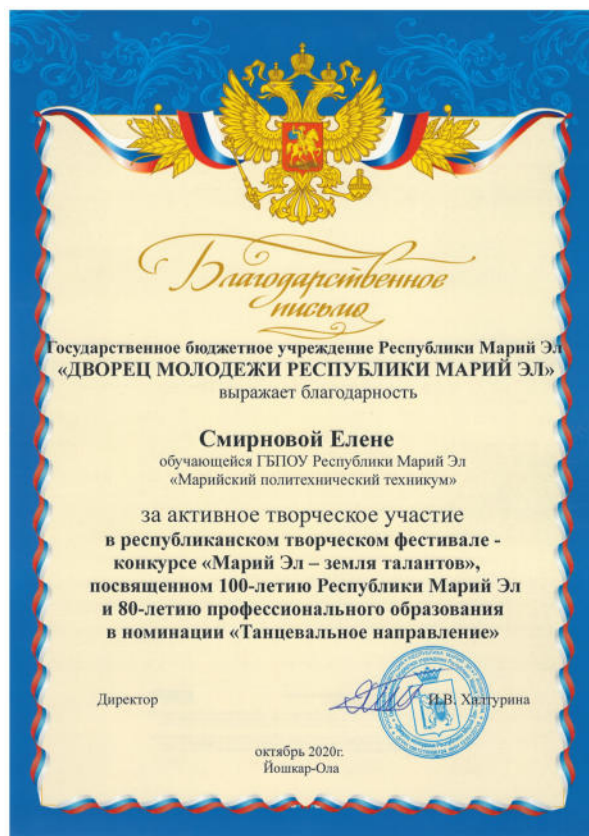 Благодарственное
письмо
Государственное бюджетное учреждение Республики Марий Эл
«ДВОРЕЦ МОЛОДЕЖИ РЕСПУБЛИКИ МАРИЙ ЭЛ»
выражает благодарность
Смирновой Елене
обучающейся ГБПОУ Республики Марий Эл
«Марийский политехнический техникум»
за активное творческое участие
в республиканском творческом фестивале -
конкурсе «Марий Эл – земля талантов»,
посвященном 100-летию Республики Марий Эл
и 80-летию профессионального образования
в номинации «Танцевальное направление»
Директор И.В. Халтурина
октябрь 2020г.
Йошкар-Ола